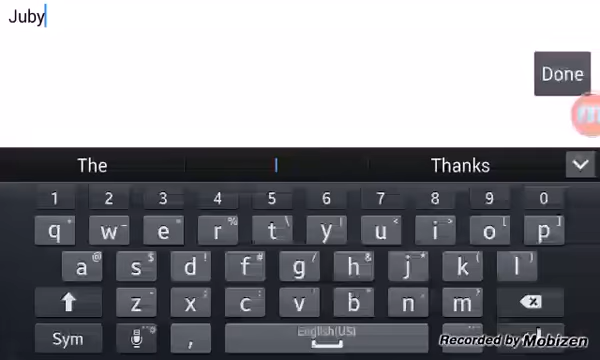 Juby
Done
The I Thanks
1 2 3 4 5 6 7 8 9 0
q w e r t y u i o p
a s d f g h j k l
z x c v b n m
Sym , English(US)
Recorded by Mobizen